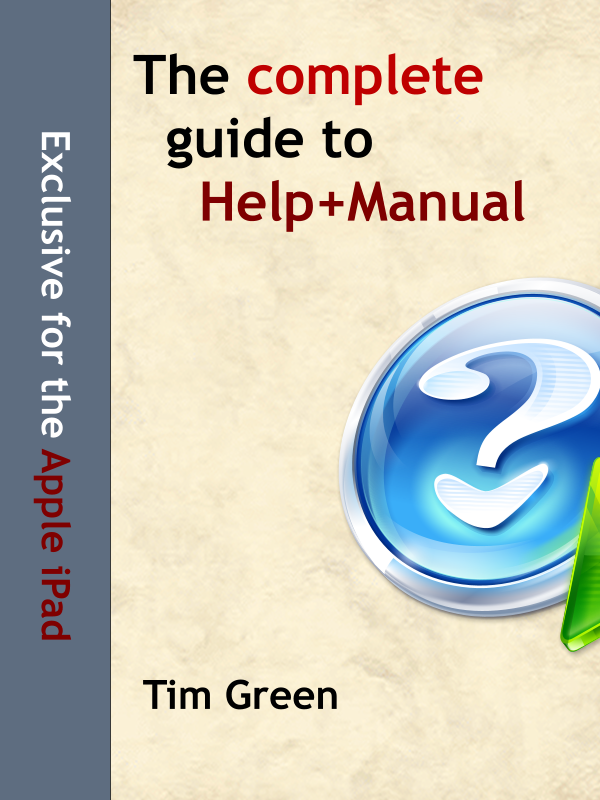 The complete
guide to
Help+Manual
Exclusive for the Apple iPad
Tim Green